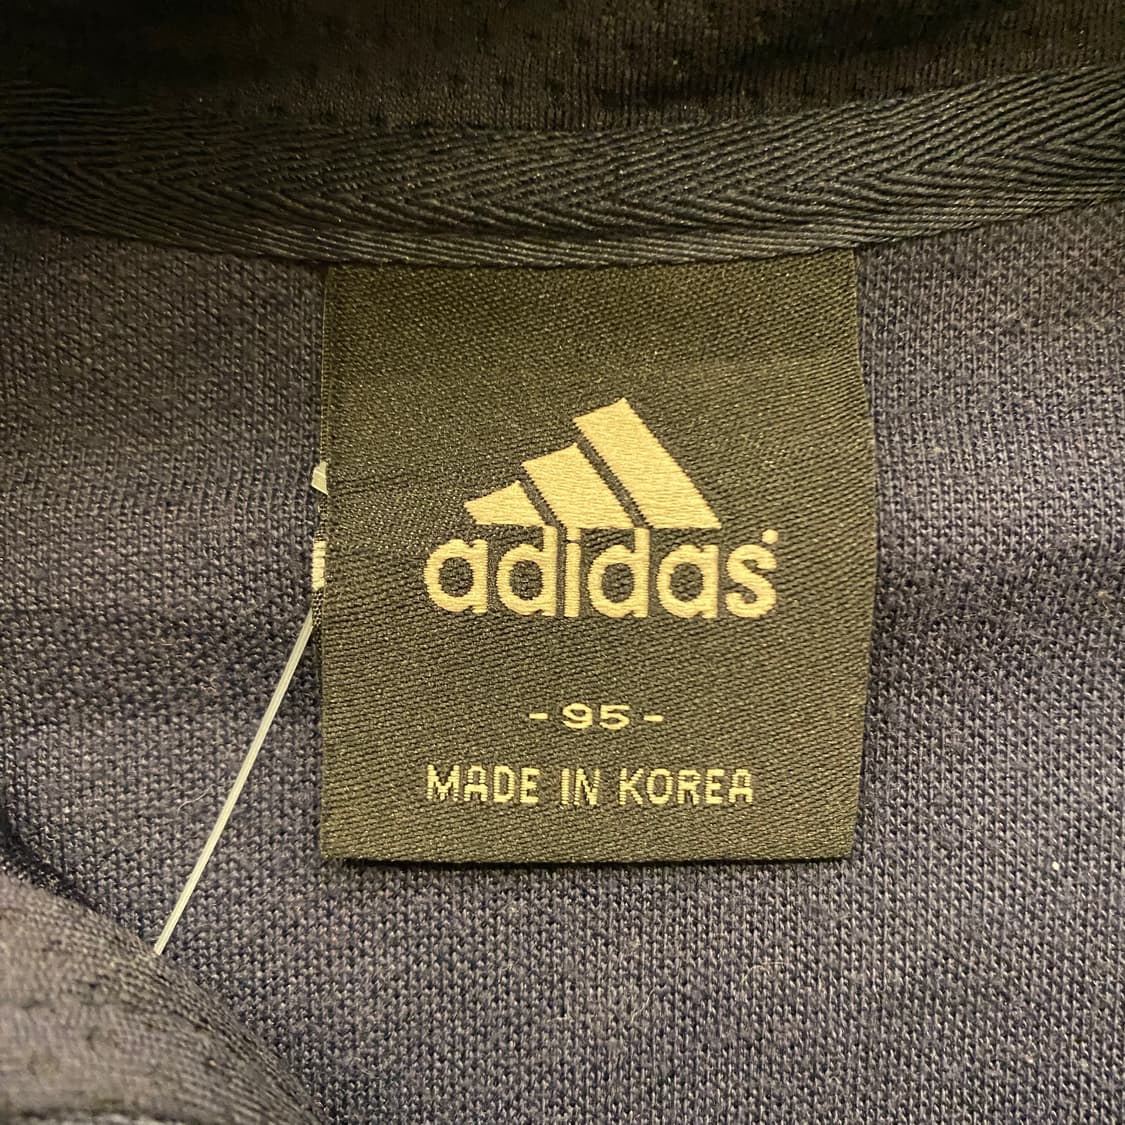 adidas
- 95 -
MADE IN KOREA